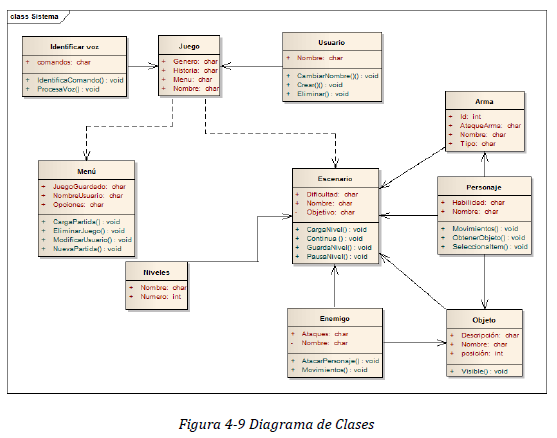 class Sistema
Identificar voz
+ comandos: char
+ IdentificaComando() : void
+ ProcesaVoz() : void
Juego
+ Genero: char
+ Historia: char
+ Menu: char
+ Nombre: char
Usuario
+ Nombre: char
+ CambiarNombre()() : void
+ Crear()() : void
+ Eliminar() : void
Arma
+ Id: int
+ AtaqueArma: char
+ Nombre: char
+ Tipo: char
Menú
+ JuegoGuardado: char
+ NombreUsuario: char
+ Opciones: char
+ CargaPartida() : void
+ EliminarJuego() : void
+ ModificarUsuario() : void
+ NuevaPartida() : void
Escenario
+ Dificultad: char
+ Nombre: char
- Objetivo: char
+ CargaNivel() : void
+ Continua() : void
+ GuardaNivel() : void
+ PausaNivel() : void
Personaje
+ Habilidad: char
+ Nombre: char
+ Movimientos() : void
+ ObtenerObjeto() : void
+ SeleccionaItem() : void
Niveles
+ Nombre: char
+ Numero: int
Enemigo
+ Ataques: char
- Nombre: char
+ AtacarPersonaje() : void
+ Movimientos() : void
Objeto
+ Descripción: char
+ Nombre: char
+ posición: int
+ Visible() : void
Figura 4-9 Diagrama de Clases